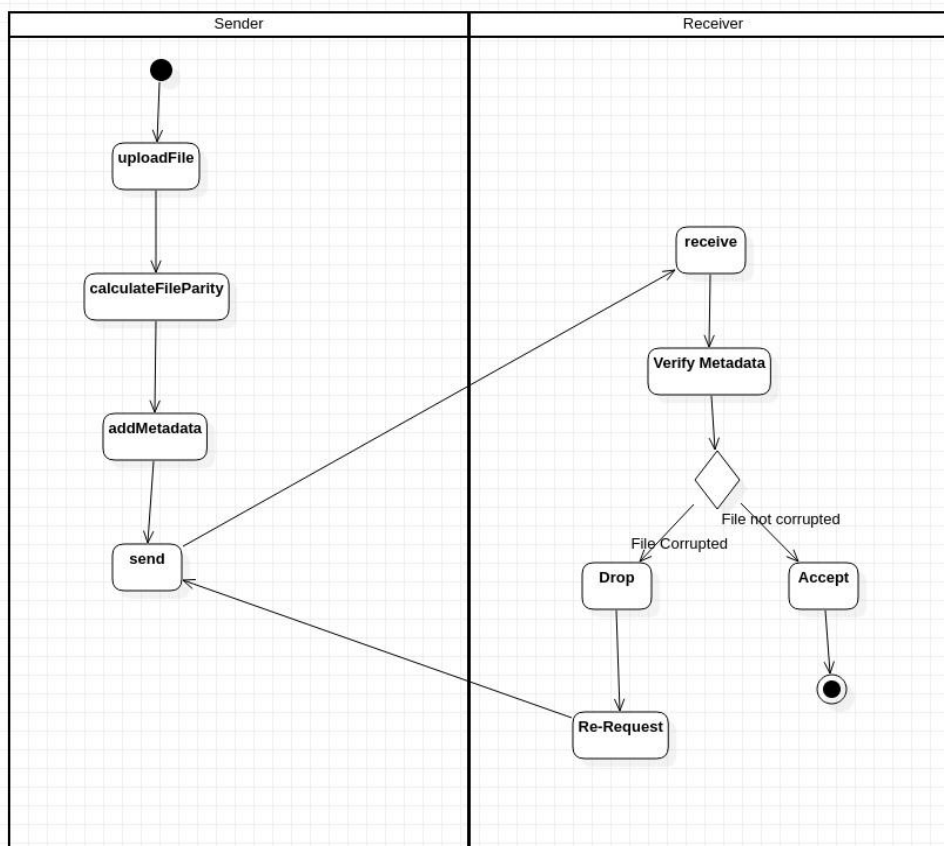 Sender
Receiver
uploadFile
calculateFileParity
addMetadata
send
receive
Verify Metadata
File not corrupted
File Corrupted
Drop
Accept
Re-Request